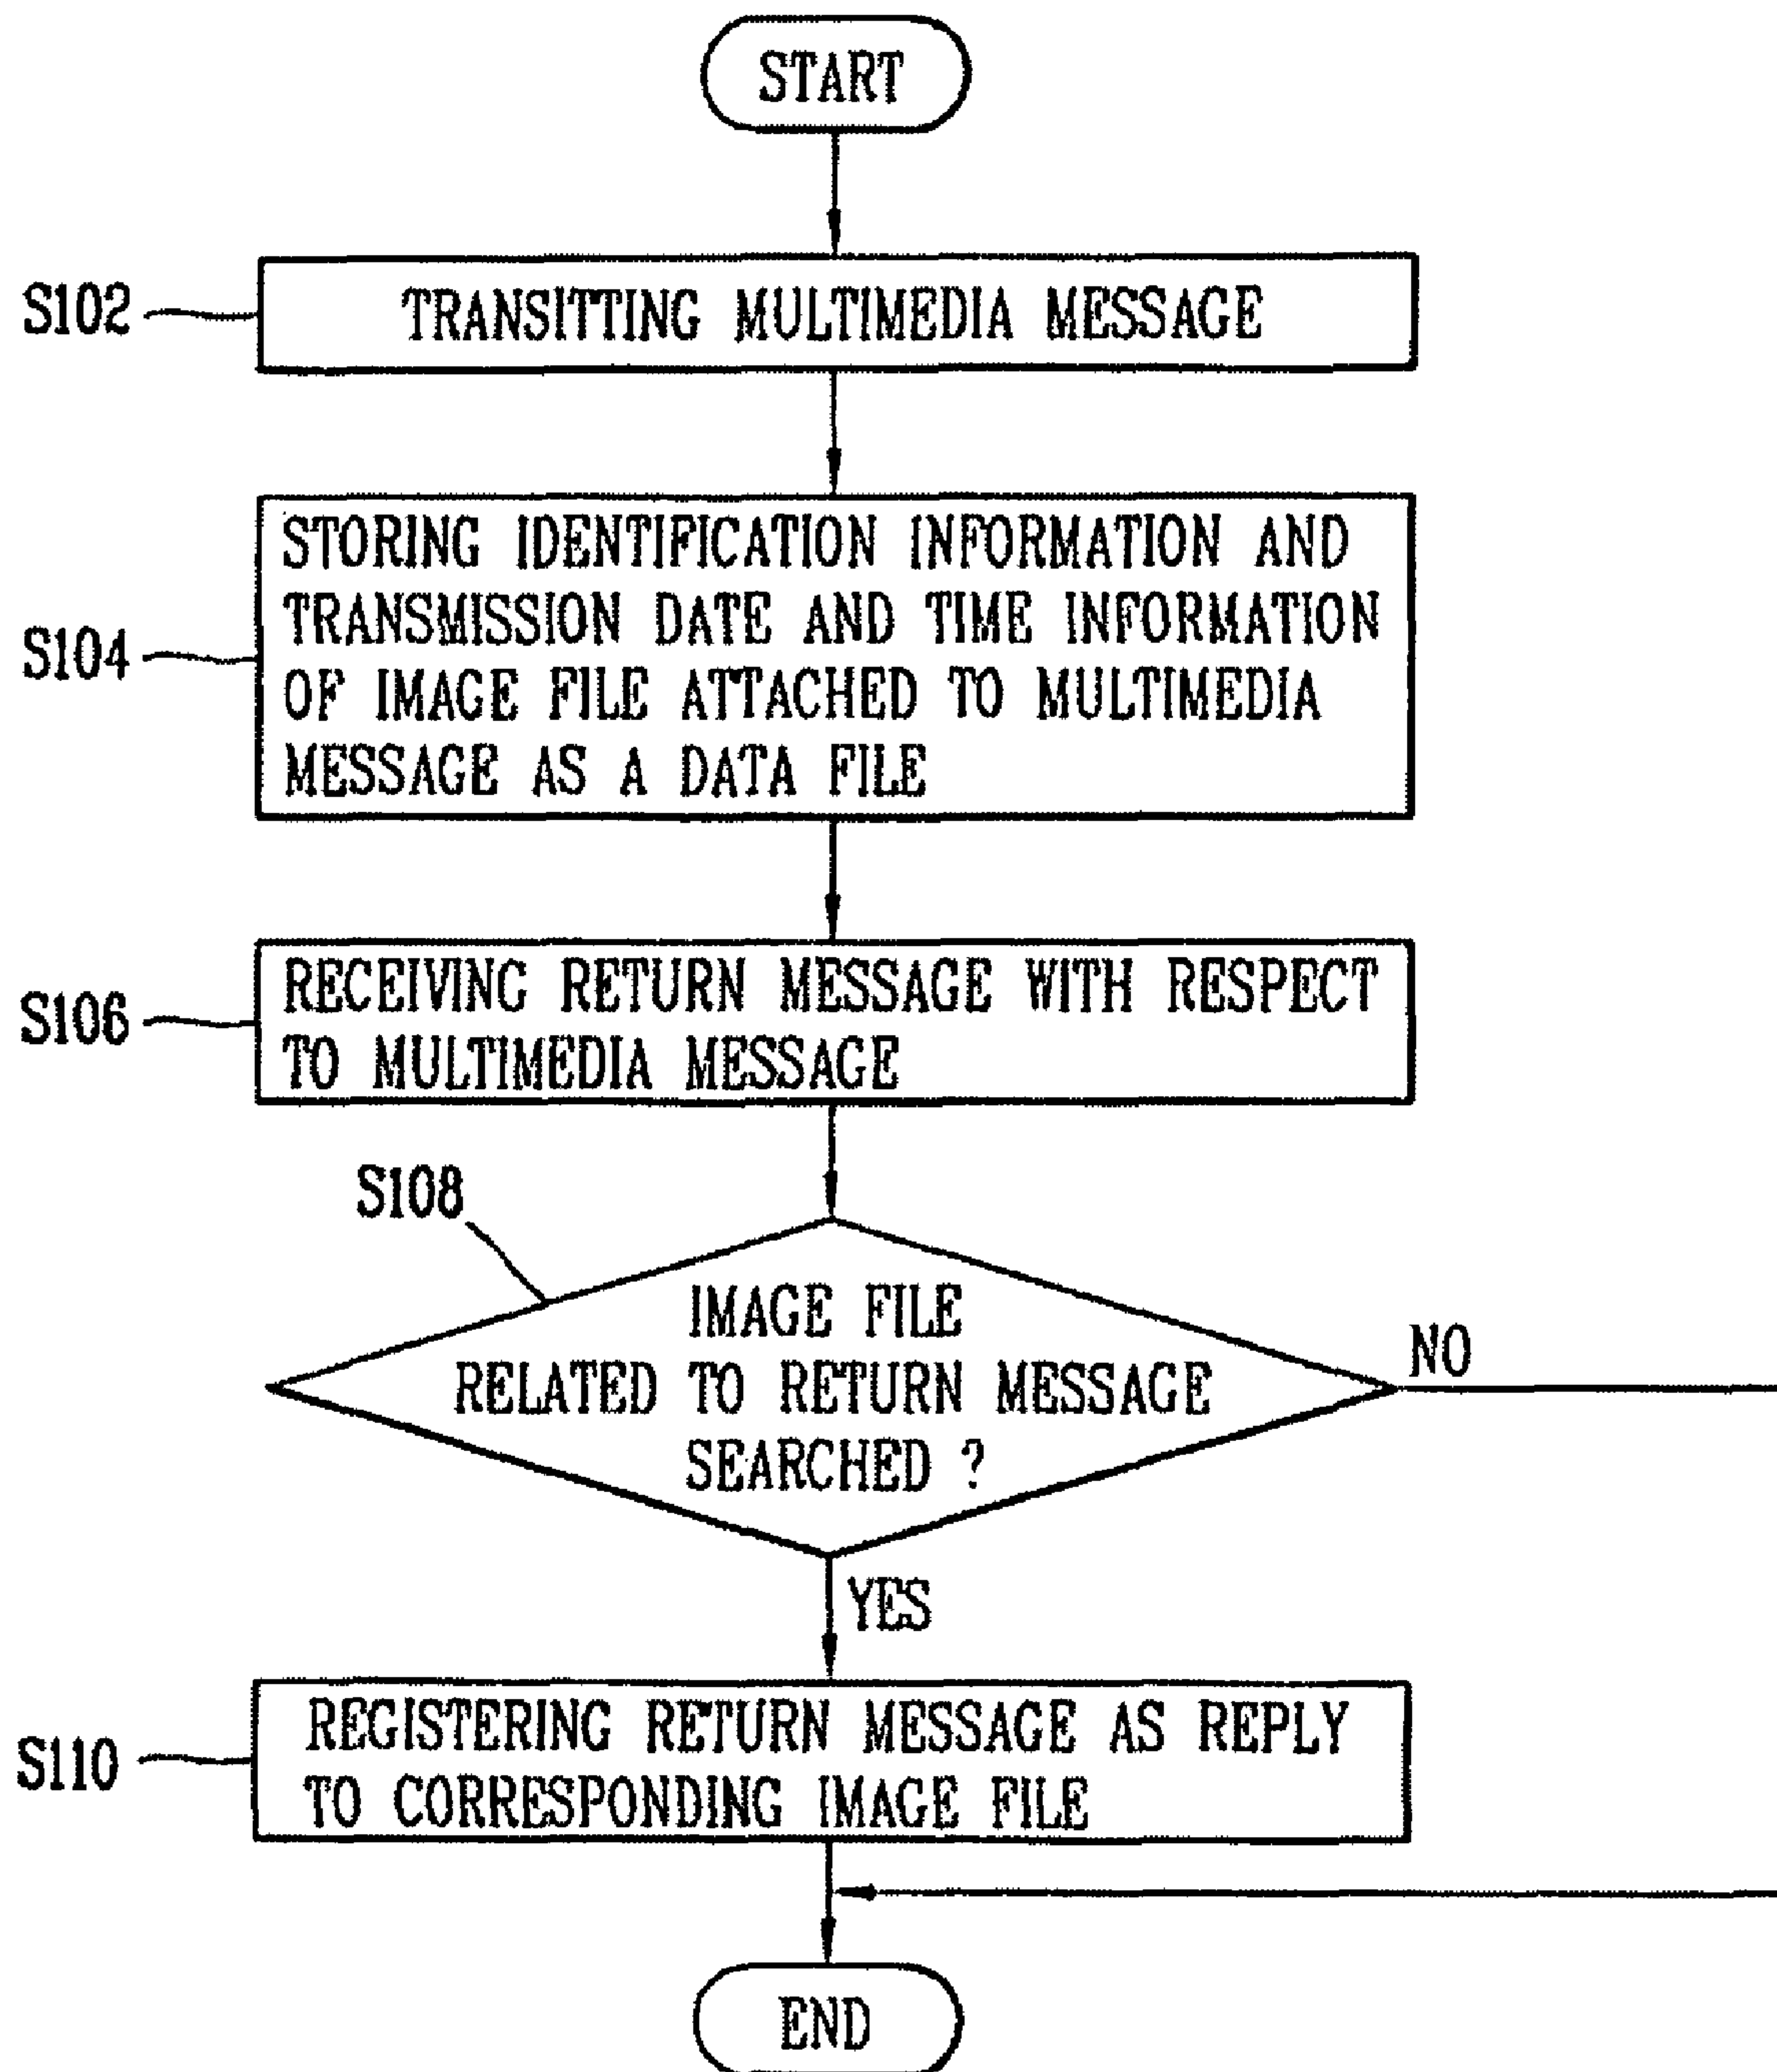 START
S102
TRANSITTING MULTIMEDIA MESSAGE
S104
STORING IDENTIFICATION INFORMATION AND
TRANSMISSION DATE AND TIME INFORMATION
OF IMAGE FILE ATTACHED TO MULTIMEDIA
MESSAGE AS A DATA FILE
S106
RECEIVING RETURN MESSAGE WITH RESPECT
TO MULTIMEDIA MESSAGE
S108
IMAGE FILE
RELATED TO RETURN MESSAGE
SEARCHED ?
NO
YES
S110
REGISTERING RETURN MESSAGE AS REPLY
TO CORRESPONDING IMAGE FILE
END